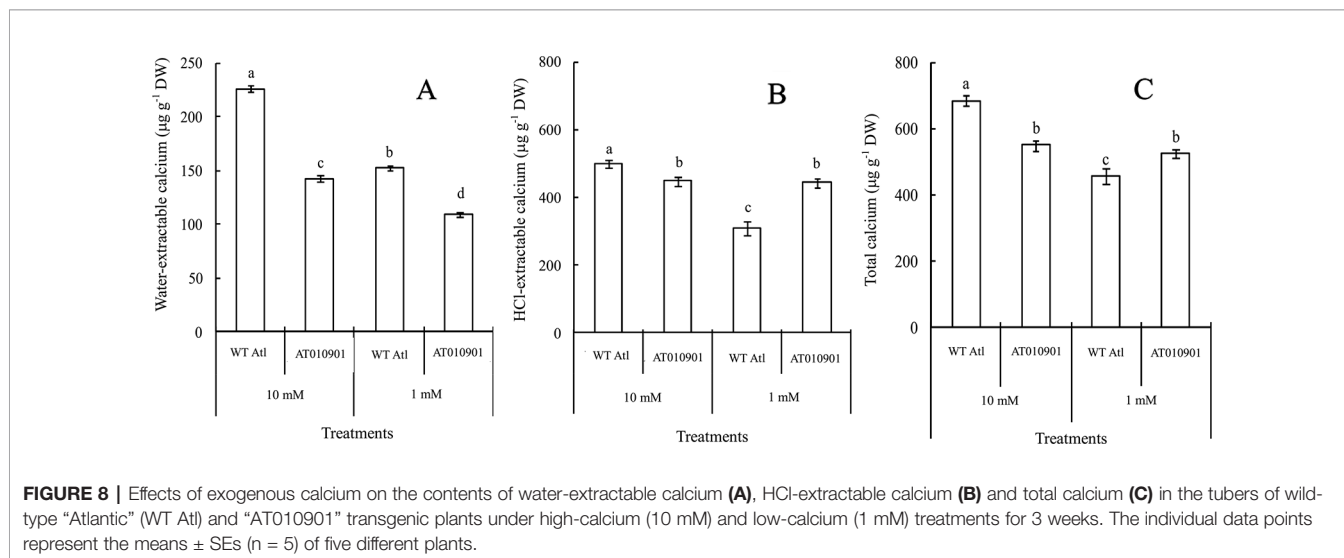 Water-extractable calcium (µg g⁻¹ DW)
250
200
150
100
50
0
A
a
c
b
d
WT Atl AT010901 WT Atl AT010901
10 mM 1 mM
Treatments
HCl-extractable calcium (µg g⁻¹ DW)
800
600
400
200
0
B
a
b
c
b
WT Atl AT010901 WT Atl AT010901
10 mM 1 mM
Treatments
Total calcium (µg g⁻¹ DW)
800
600
400
200
0
C
a
b
c
b
WT Atl AT010901 WT Atl AT010901
10 mM 1 mM
Treatments
FIGURE 8 | Effects of exogenous calcium on the contents of water-extractable calcium (A), HCl-extractable calcium (B) and total calcium (C) in the tubers of wild-
type “Atlantic” (WT Atl) and “AT010901” transgenic plants under high-calcium (10 mM) and low-calcium (1 mM) treatments for 3 weeks. The individual data points
represent the means ± SEs (n = 5) of five different plants.